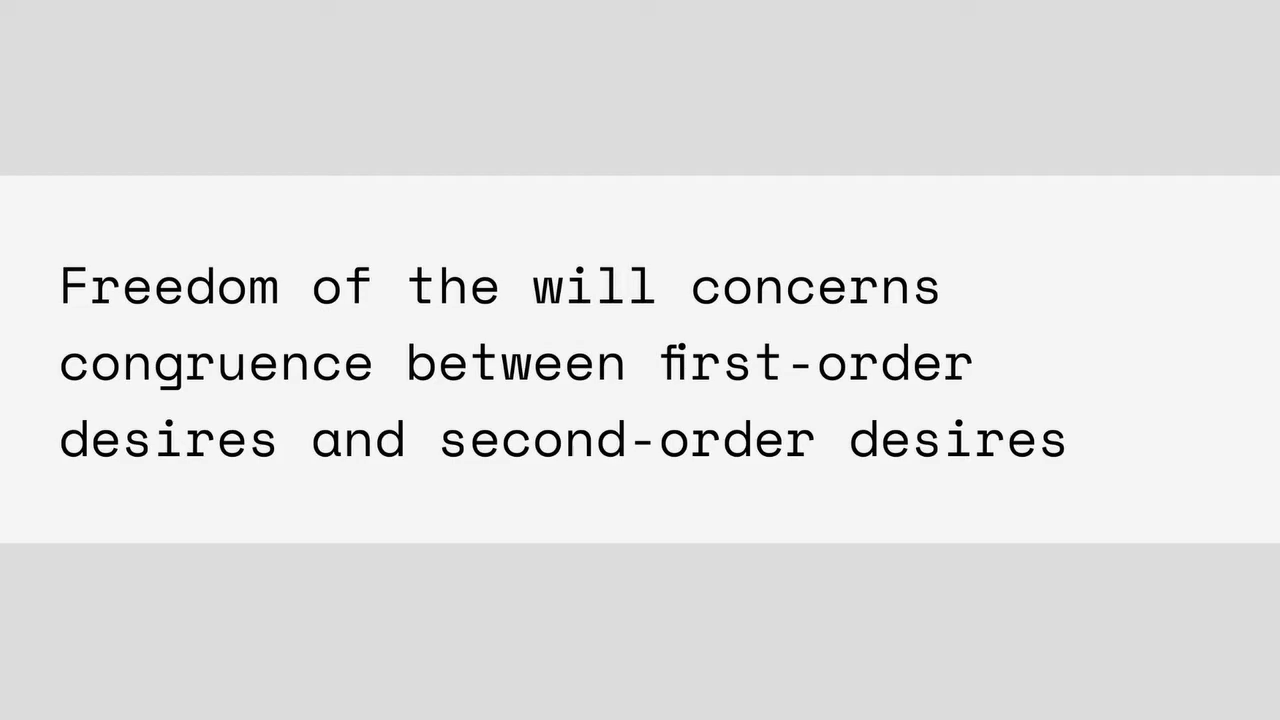 Freedom of the will concerns
congruence between first-order
desires and second-order desires